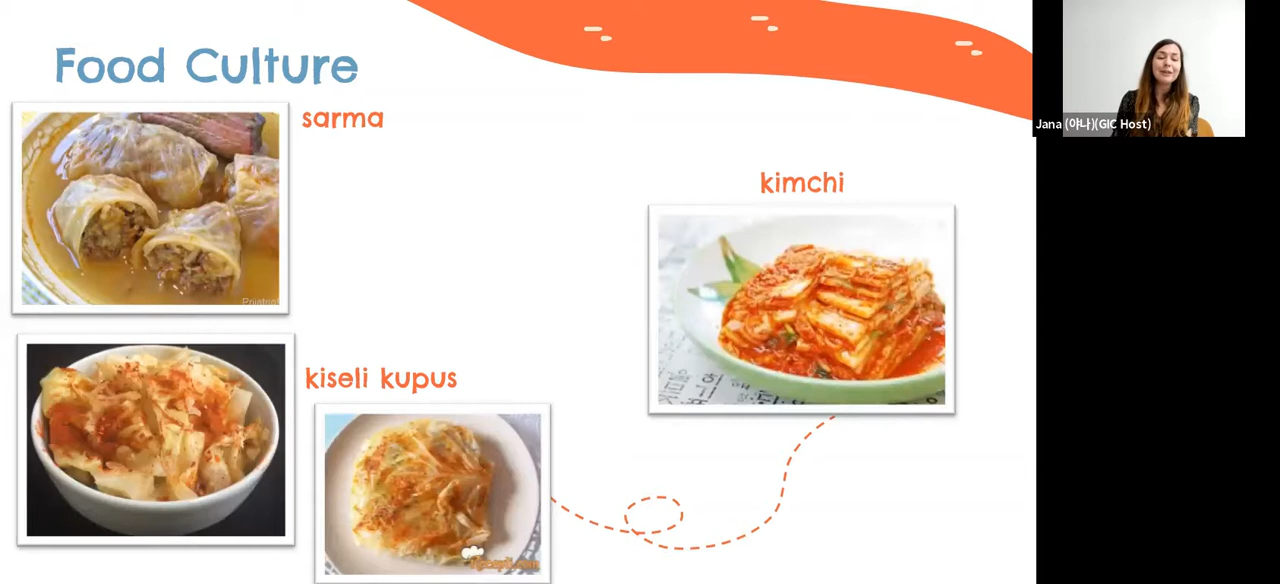 Food Culture
sarma
kimchi
kiseli kupus
Jana (야나)(GIC Host)